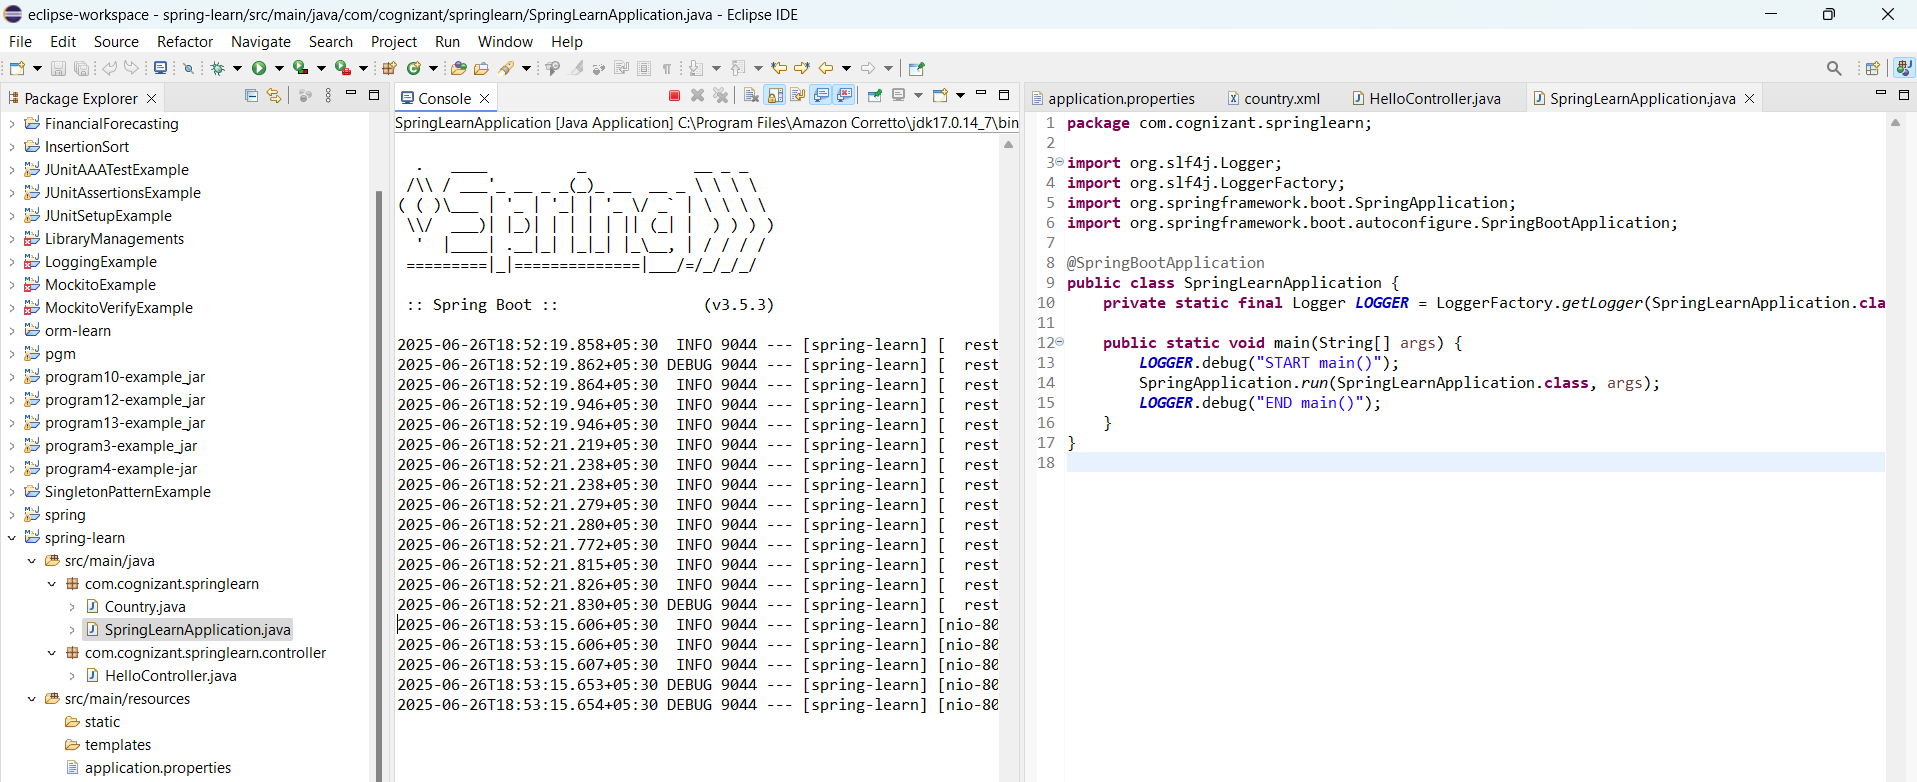 eclipse-workspace - spring-learn/src/main/java/com/cognizant/springlearn/SpringLearnApplication.java - Eclipse IDE
File Edit Source Refactor Navigate Search Project Run Window Help
Package Explorer
FinancialForecasting
InsertionSort
JUnitAAATestExample
JUnitAssertionsExample
JUnitSetupExample
LibraryManagements
LoggingExample
MockitoExample
MockitoVerifyExample
orm-learn
pgm
program10-example_jar
program12-example_jar
program13-example_jar
program3-example_jar
program4-example-jar
SingletonPatternExample
spring
spring-learn
src/main/java
com.cognizant.springlearn
Country.java
SpringLearnApplication.java
com.cognizant.springlearn.controller
HelloController.java
src/main/resources
static
templates
application.properties
Console
SpringLearnApplication [Java Application] C:\Program Files\Amazon Corretto\jdk17.0.14_7\bin
Spring
:: Spring Boot :: (v3.5.3)
2025-06-26T18:52:19.858+05:30 INFO 9044 --- [spring-learn] [ rest
2025-06-26T18:52:19.862+05:30 DEBUG 9044 --- [spring-learn] [ rest
2025-06-26T18:52:19.864+05:30 INFO 9044 --- [spring-learn] [ rest
2025-06-26T18:52:19.946+05:30 INFO 9044 --- [spring-learn] [ rest
2025-06-26T18:52:19.946+05:30 INFO 9044 --- [spring-learn] [ rest
2025-06-26T18:52:21.219+05:30 INFO 9044 --- [spring-learn] [ rest
2025-06-26T18:52:21.238+05:30 INFO 9044 --- [spring-learn] [ rest
2025-06-26T18:52:21.238+05:30 INFO 9044 --- [spring-learn] [ rest
2025-06-26T18:52:21.279+05:30 INFO 9044 --- [spring-learn] [ rest
2025-06-26T18:52:21.280+05:30 INFO 9044 --- [spring-learn] [ rest
2025-06-26T18:52:21.772+05:30 INFO 9044 --- [spring-learn] [ rest
2025-06-26T18:52:21.815+05:30 INFO 9044 --- [spring-learn] [ rest
2025-06-26T18:52:21.826+05:30 INFO 9044 --- [spring-learn] [ rest
2025-06-26T18:52:21.830+05:30 DEBUG 9044 --- [spring-learn] [ rest
2025-06-26T18:53:15.606+05:30 INFO 9044 --- [spring-learn] [nio-80
2025-06-26T18:53:15.606+05:30 INFO 9044 --- [spring-learn] [nio-80
2025-06-26T18:53:15.607+05:30 INFO 9044 --- [spring-learn] [nio-80
2025-06-26T18:53:15.653+05:30 DEBUG 9044 --- [spring-learn] [nio-80
2025-06-26T18:53:15.654+05:30 DEBUG 9044 --- [spring-learn] [nio-80
application.properties country.xml HelloController.java SpringLearnApplication.java
1 package com.cognizant.springlearn;
2
3 import org.slf4j.Logger;
4 import org.slf4j.LoggerFactory;
5 import org.springframework.boot.SpringApplication;
6 import org.springframework.boot.autoconfigure.SpringBootApplication;
7
8 @SpringBootApplication
9 public class SpringLearnApplication {
10 private static final Logger LOGGER = LoggerFactory.getLogger(SpringLearnApplication.cla
11
12 public static void main(String[] args) {
13 LOGGER.debug("START main()");
14 SpringApplication.run(SpringLearnApplication.class, args);
15 LOGGER.debug("END main()");
16 }
17 }
18